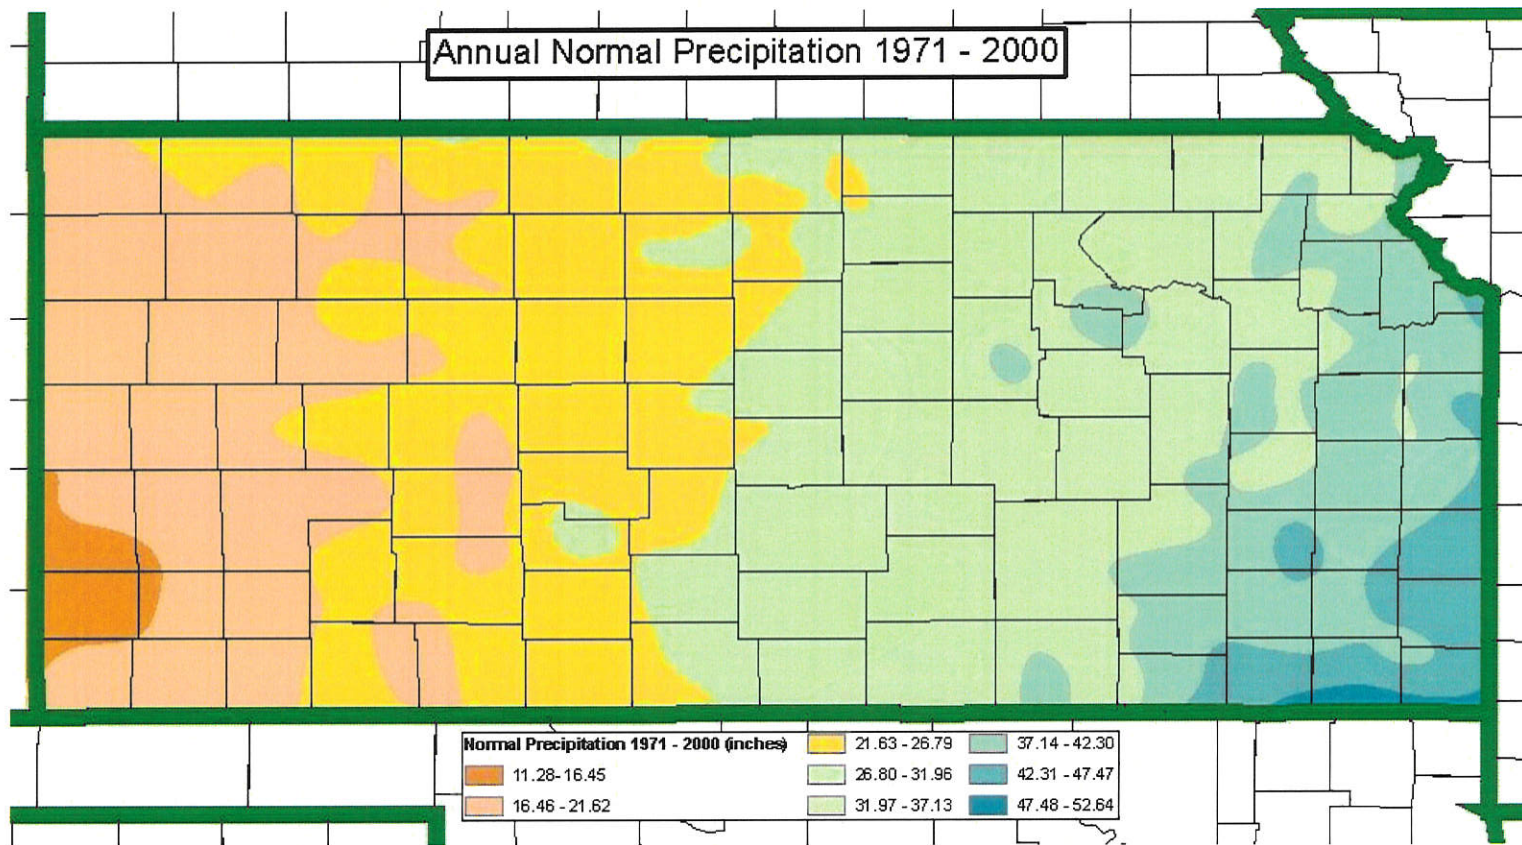 Annual Normal Precipitation 1971 - 2000
Normal Precipitation 1971 - 2000 (inches)
11.28- 16.45
16.46 - 21.62
21.63 - 26.79
26.80 - 31.96
31.97 - 37.13
37.14 - 42.30
42.31 - 47.47
47.48 - 52.64